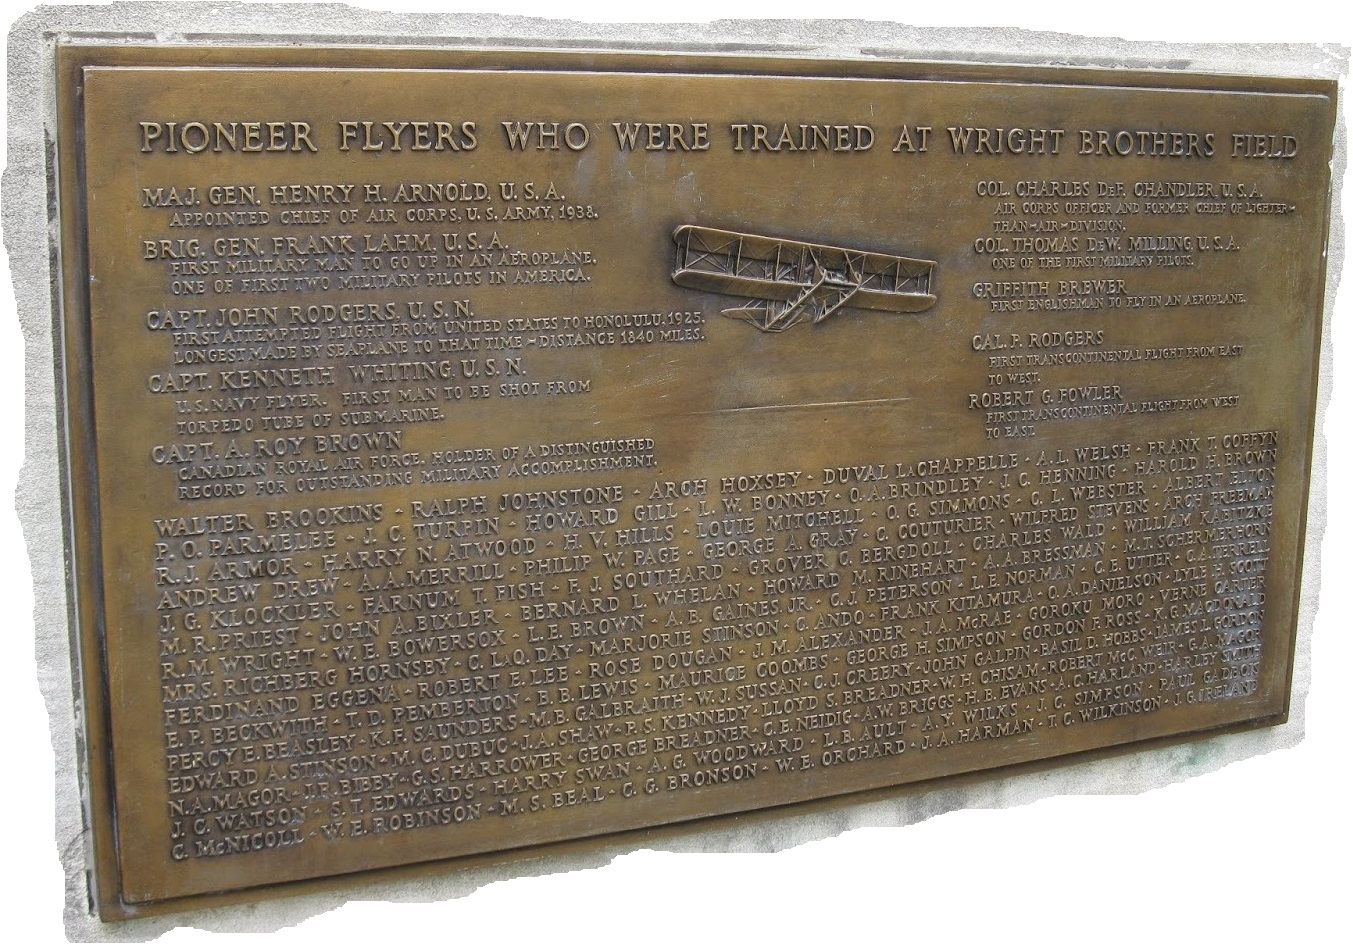 PIONEER FLYERS WHO WERE TRAINED AT WRIGHT BROTHERS FIELD
MAJ. GEN. HENRY H. ARNOLD, U.S.A.
APPOINTED CHIEF OF AIR CORPS, U.S. ARMY, 1938.
BRIG. GEN. FRANK LAHM, U.S.A.
FIRST MILITARY MAN TO GO UP IN AN AEROPLANE.
ONE OF FIRST TWO MILITARY PILOTS IN AMERICA.
CAPT. JOHN RODGERS, U.S.N.
FIRST ATTEMPTED FLIGHT FROM UNITED STATES TO HONOLULU, 1925.
LONGEST MADE BY SEAPLANE TO THAT TIME - DISTANCE 1840 MILES.
CAPT. KENNETH WHITING, U.S.N.
U.S. NAVY FLYER. FIRST MAN TO BE SHOT FROM
TORPEDO TUBE OF SUBMARINE.
CAPT. A. ROY BROWN
CANADIAN ROYAL AIR FORCE. HOLDER OF A DISTINGUISHED
RECORD FOR OUTSTANDING MILITARY ACCOMPLISHMENT.
COL. CHARLES DEF. CHANDLER, U.S.A.
AIR CORPS OFFICER AND FORMER CHIEF OF LIGHTER-
THAN-AIR-DIVISION.
COL. THOMAS DEW. MILLING, U.S.A.
ONE OF THE FIRST MILITARY PILOTS.
GRIFFITH BREWER
FIRST ENGLISHMAN TO FLY IN AN AEROPLANE.
CAL. P. RODGERS
FIRST TRANSCONTINENTAL FLIGHT FROM EAST
TO WEST.
ROBERT G. FOWLER
FIRST TRANSCONTINENTAL FLIGHT FROM WEST
TO EAST.
WALTER BROOKINS - RALPH JOHNSTONE - ARCH HOXSEY - DUVAL LACHAPPELLE - A.L. WELSH - FRANK T. COFFYN
P.O. PARMELEE - J.C. TURPIN - HOWARD GILL - L.W. BONNEY - O.A. BRINDLEY - J.C. HENNING - HAROLD H. BROWN
R.J. ARMOR - HARRY N. ATWOOD - H.V. HILLS - LOUIE MITCHELL - O.G. SIMMONS - C.L. WEBSTER - ALBERT ELTON
ANDREW DREW - A.A. MERRILL - PHILIP W. PAGE - GEORGE A. GRAY - C. COUTURIER - WILFRED STEVENS - ARCH FREEMAN
J.G. KLOCKLER - FARNUM T. FISH - F.J. SOUTHARD - GROVER C. BERGDOLL - CHARLES WALD - WILLIAM KABITZKE
M.R. PRIEST - JOHN A. BIXLER - BERNARD L. WHELAN - HOWARD M. RINEHART - A.A. BRESSMAN - M.T. SCHERMERHORN
R.M. WRIGHT - W.E. BOWERSOX - L.E. BROWN - A.B. GAINES, JR. - C.J. PETERSON - L.E. NORMAN - C.E. UTTER - C.A. TERRELL
MRS. RICHBERG HORNSBY - C. LAQ. DAY - MARJORIE STINSON - C. ANDO - FRANK KITAMURA - O.A. DANIELSON - LYLE H. SCOTT
FERDINAND EGGENA - ROBERT E. LEE - ROSE DOUGAN - J.M. ALEXANDER - J.A. McRAE - GOROKU MORO - VERNE CARTER
E.P. BECKWITH - T.D. PEMBERTON - B.B. LEWIS - MAURICE COOMBS - GEORGE H. SIMPSON - GORDON F. ROSS - K.G. MACDONALD
PERCY E. BEASLEY - K.F. SAUNDERS - M.B. GALBRAITH - W.J. SUSSAN - C.J. CREERY - JOHN GALPIN - BASIL D. HOBBS - JAMES L. GORDON
EDWARD A. STINSON - M.C. DUBUC - J.A. SHAW - P.S. KENNEDY - LLOYD S. BREADNER - W.H. CHISAM - ROBERT McC. WEIR - G.A. MAGOR
N.A. MAGOR - J.R. BIBBY - G.S. HARROWER - GEORGE BREADNER - C.E. NEIDIG - A.W. BRIGGS - H.B. EVANS - A.C. HARLAND - HARLEY SMITH
J.C. WATSON - S.T. EDWARDS - HARRY SWAN - A.G. WOODWARD - L.B. AULT - A.Y. WILKS - J.G. SIMPSON - PAUL GADBOIS
C. McNICOLL - W.E. ROBINSON - M.S. BEAL - C.G. BRONSON - W.E. ORCHARD - J.A. HARMAN - T.C. WILKINSON - J.G. IRELAND